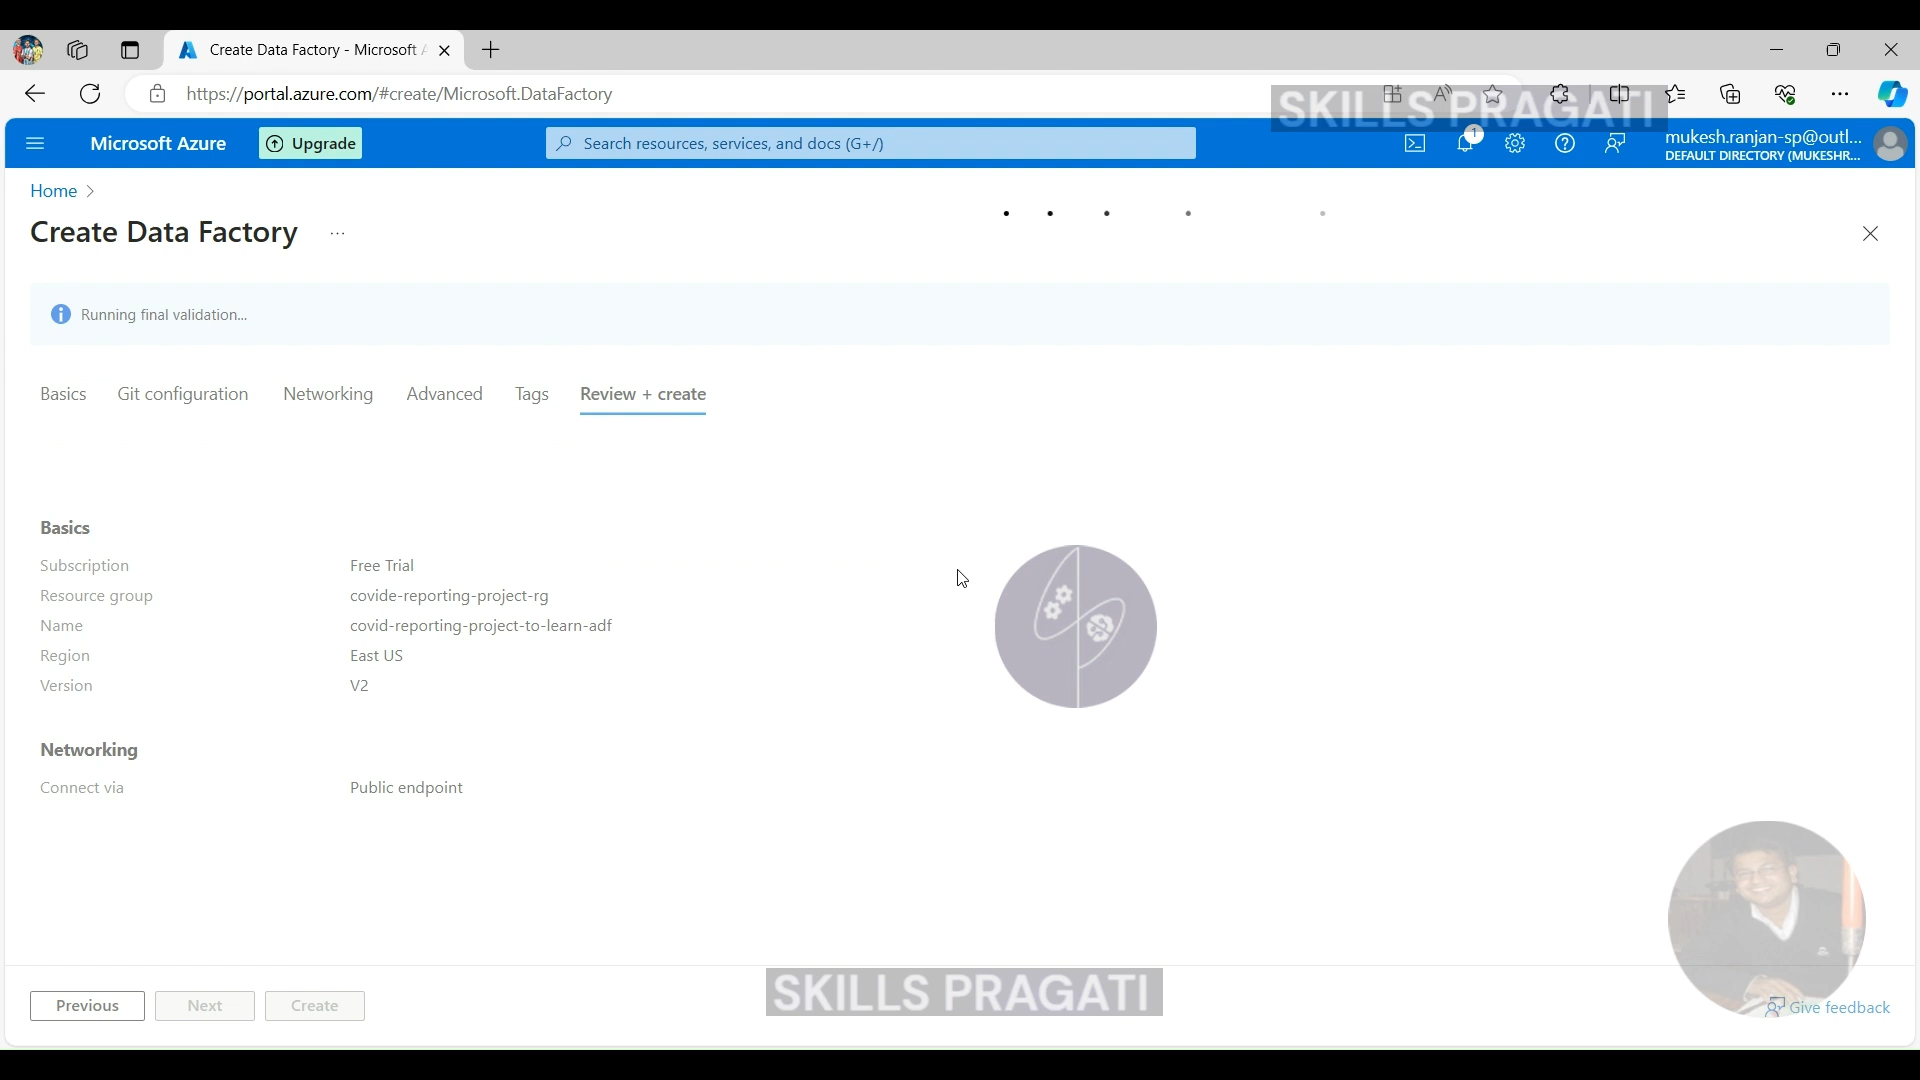 Create Data Factory - Microsoft A
https://portal.azure.com/#create/Microsoft.DataFactory
SKILLS PRAGATI
Microsoft Azure
Upgrade
Search resources, services, and docs (G+/)
1
mukesh.ranjan-sp@outl...
DEFAULT DIRECTORY (MUKESHR...
Home >
Create Data Factory ...
Running final validation...
Basics Git configuration Networking Advanced Tags Review + create
Basics
Subscription Free Trial
Resource group covide-reporting-project-rg
Name covid-reporting-project-to-learn-adf
Region East US
Version V2
Networking
Connect via Public endpoint
SKILLS PRAGATI
Previous Next Create
Give feedback